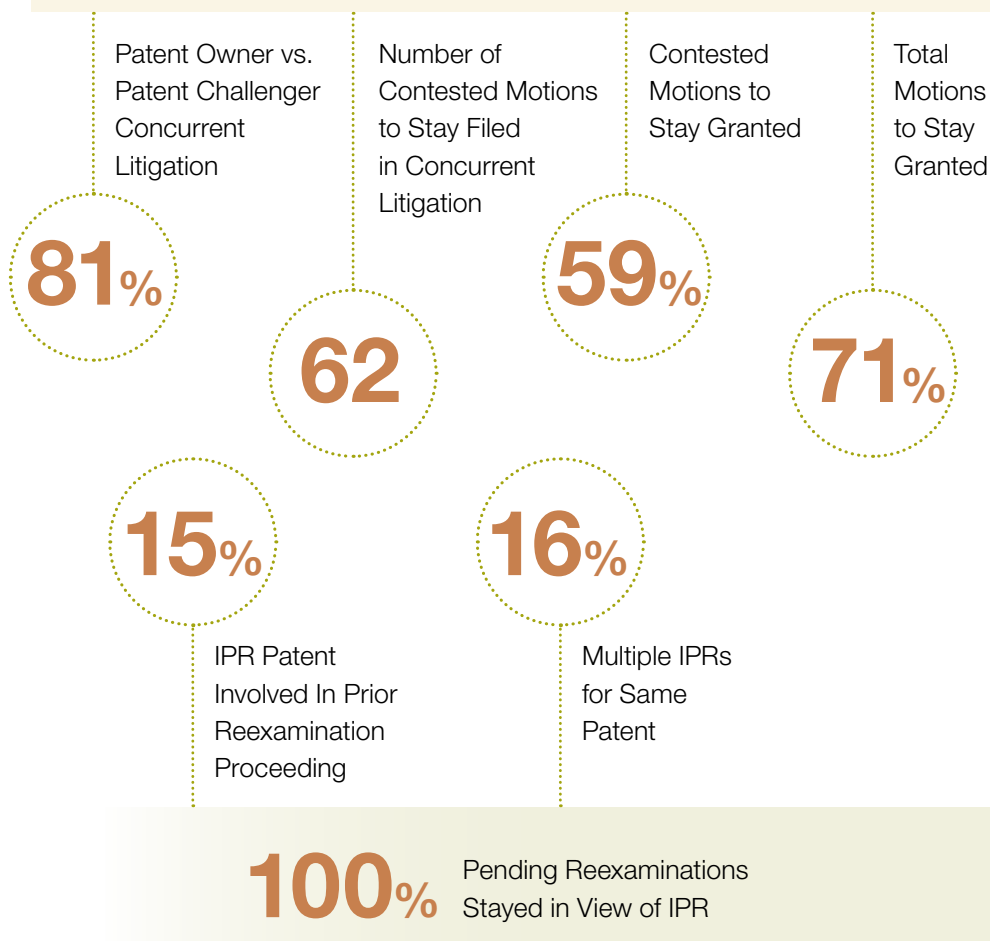 Patent Owner vs.
Patent Challenger
Concurrent
Litigation
81%
Number of
Contested Motions
to Stay Filed
in Concurrent
Litigation
62
Contested
Motions to
Stay Granted
59%
Total
Motions
to Stay
Granted
71%
15%
IPR Patent
Involved In Prior
Reexamination
Proceeding
16%
Multiple IPRs
for Same
Patent
100%
Pending Reexaminations
Stayed in View of IPR